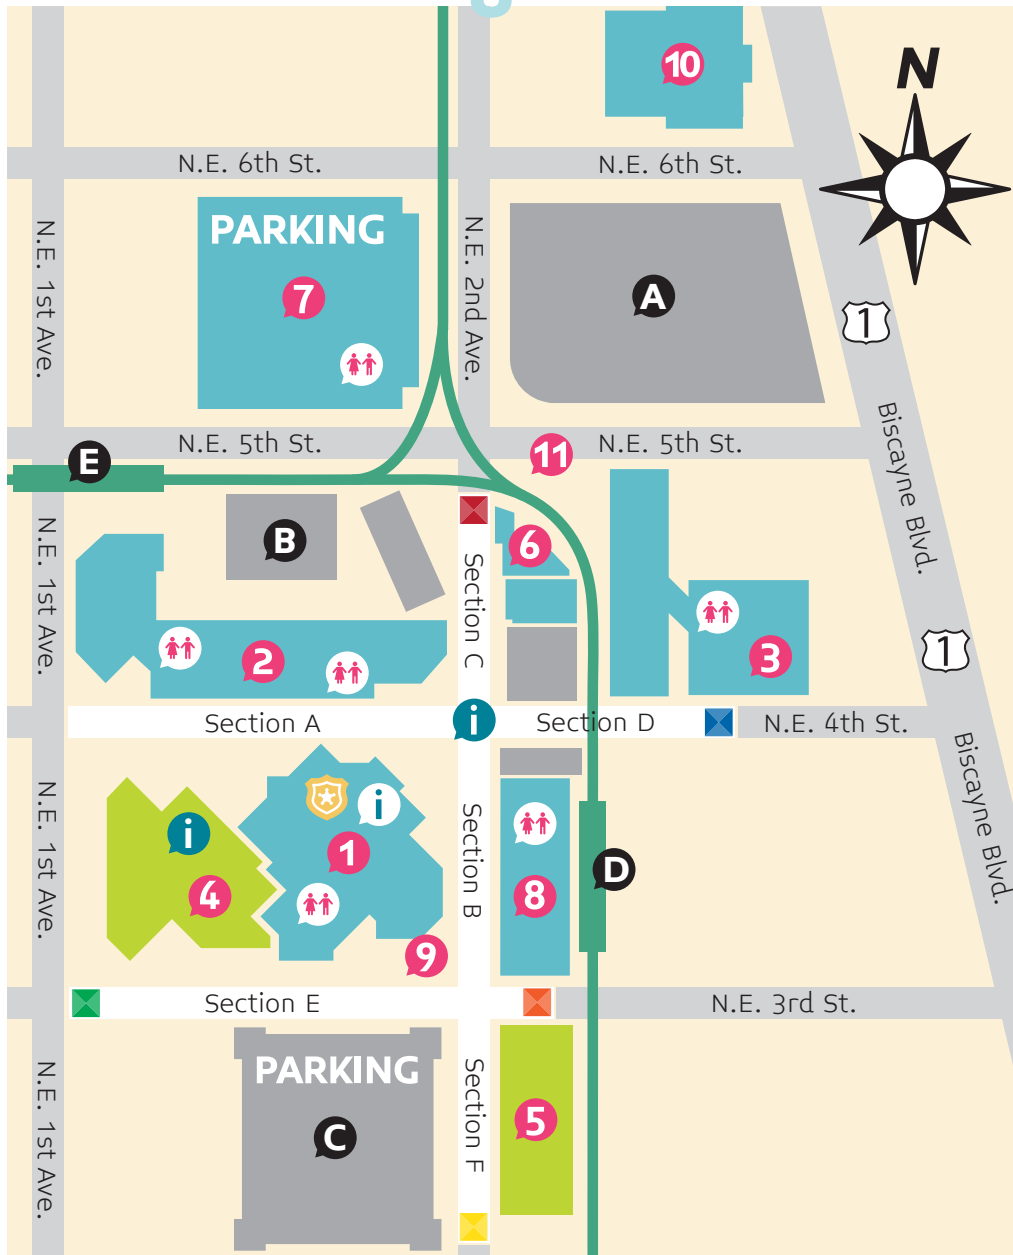 N
10
N.E. 6th St.
N.E. 6th St.
PARKING
7
N.E. 1st Ave.
N.E. 2nd Ave.
A
1
Biscayne Blvd.
N.E. 5th St.
N.E. 5th St.
11
E
B
6
N.E. 1st Ave.
Section C
2
3
1
Section A
i
Section D
N.E. 4th St.
N.E. 1st Ave.
i
i
1
4
Section B
8
D
9
Biscayne Blvd.
Section E
N.E. 3rd St.
N.E. 1st Ave.
PARKING
C
Section F
5